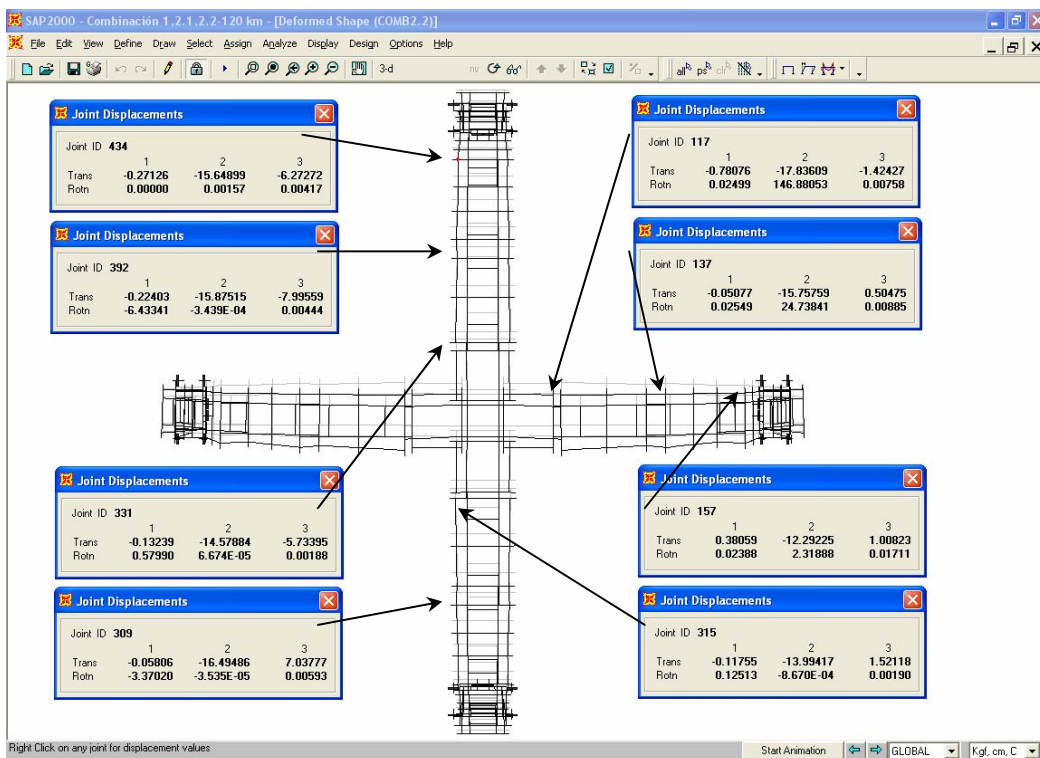 SAP2000 - Combinación 1,2.1,2.2-120 km - [Deformed Shape (COMB2.2)]
File Edit View Define Draw Select Assign Analyze Display Design Options Help
3-d nv all ps clr
Joint Displacements
Joint ID 434
1 2 3
Trans -0.27126 -15.64899 -6.27272
Rotn 0.00000 0.00157 0.00417
Joint Displacements
Joint ID 117
1 2 3
Trans -0.78076 -17.83609 -1.42427
Rotn 0.02499 146.88053 0.00758
Joint Displacements
Joint ID 392
1 2 3
Trans -0.22403 -15.87515 -7.99559
Rotn -6.43341 -3.439E-04 0.00444
Joint Displacements
Joint ID 137
1 2 3
Trans -0.05077 -15.75759 0.50475
Rotn 0.02549 24.73841 0.00885
Joint Displacements
Joint ID 331
1 2 3
Trans -0.13239 -14.57884 -5.73395
Rotn 0.57990 6.674E-05 0.00188
Joint Displacements
Joint ID 157
1 2 3
Trans 0.38059 -12.29225 1.00823
Rotn 0.02388 2.31888 0.01711
Joint Displacements
Joint ID 309
1 2 3
Trans -0.05806 -16.49486 7.03777
Rotn -3.37020 -3.535E-05 0.00593
Joint Displacements
Joint ID 315
1 2 3
Trans -0.11755 -13.99417 1.52118
Rotn 0.12513 -8.670E-04 0.00190
Right Click on any joint for displacement values
Start Animation GLOBAL Kgf, cm, C